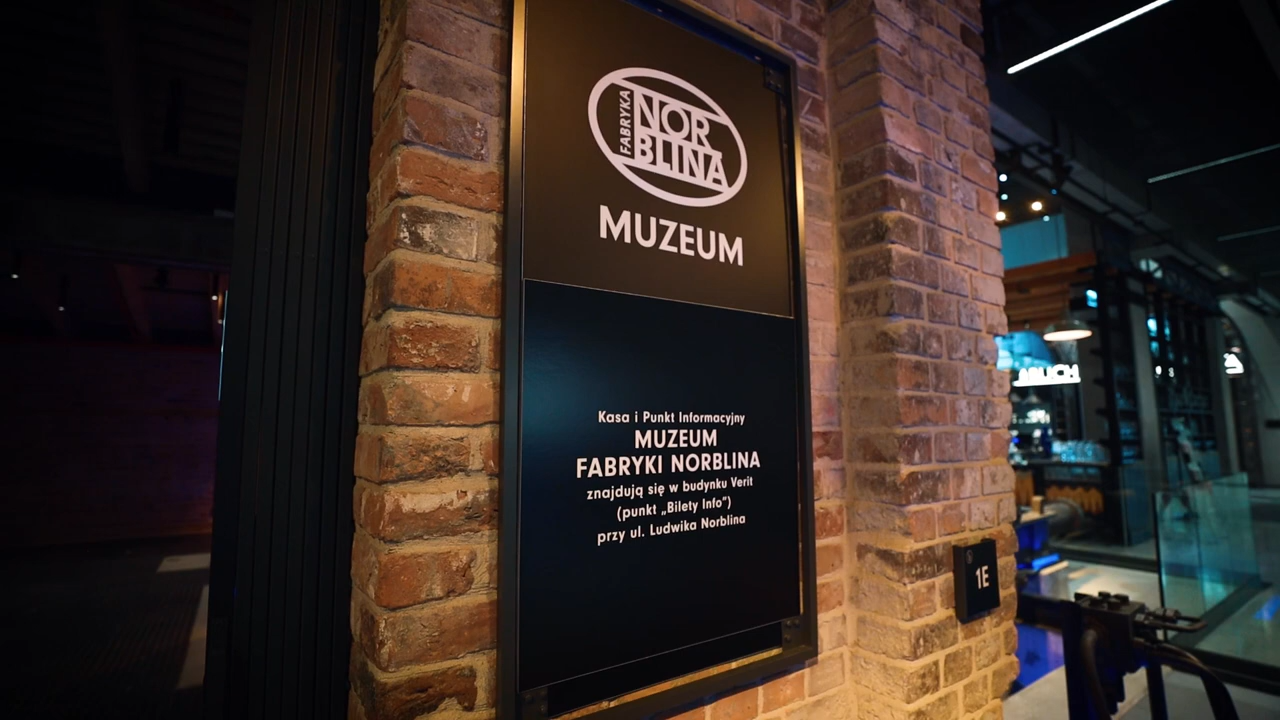 FABRYKA
NOR
BLINA
MUZEUM
Kasa i Punkt Informacyjny
MUZEUM
FABRYKI NORBLINA
znajdują się w budynku Verit
(punkt „Bilety Info”)
przy ul. Ludwika Norblina
1E